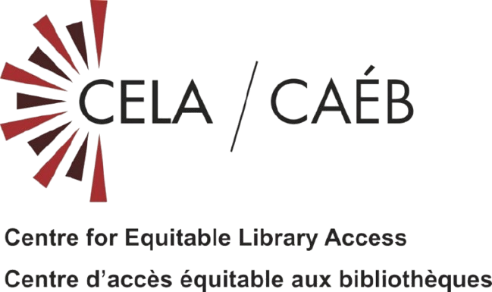 CELA / CAÉB
Centre for Equitable Library Access
Centre d'accès équitable aux bibliothèques